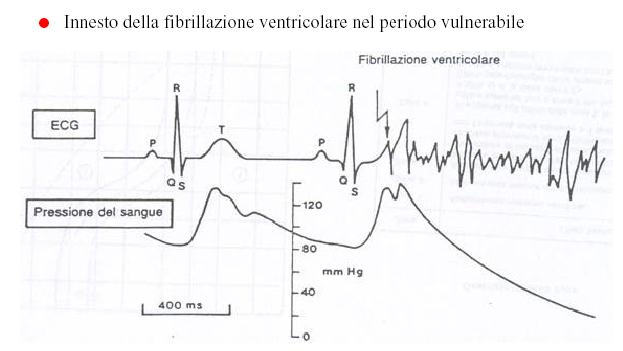 Innesto della fibrillazione ventricolare nel periodo vulnerabile
Fibrillazione ventricolare
R
R
ECG
P
T
P
Q
S
Q
S
Pressione del sangue
120
80
mm Hg
40
400 ms
0